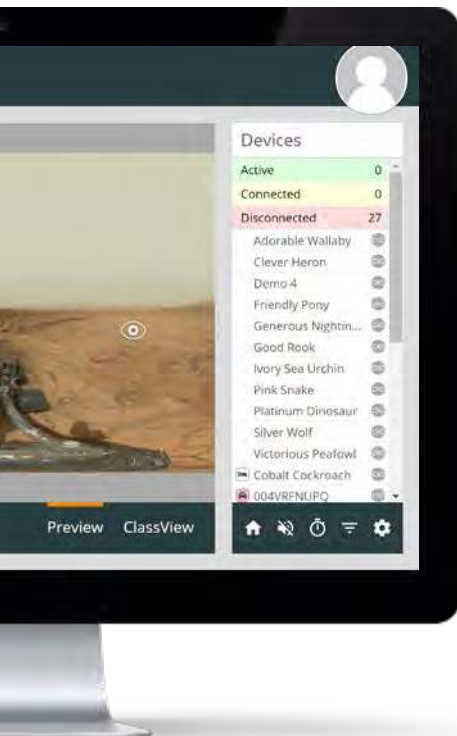 Devices
Active 0
Connected 0
Disconnected 27
Adorable Wallaby
Clever Heron
Demo 4
Friendly Pony
Generous Nightin...
Good Rook
Ivory Sea Urchin
Pink Snake
Platinum Dinosaur
Silver Wolf
Victorious Peafowl
Cobalt Cockroach
004VRFNUPQ
Preview ClassView